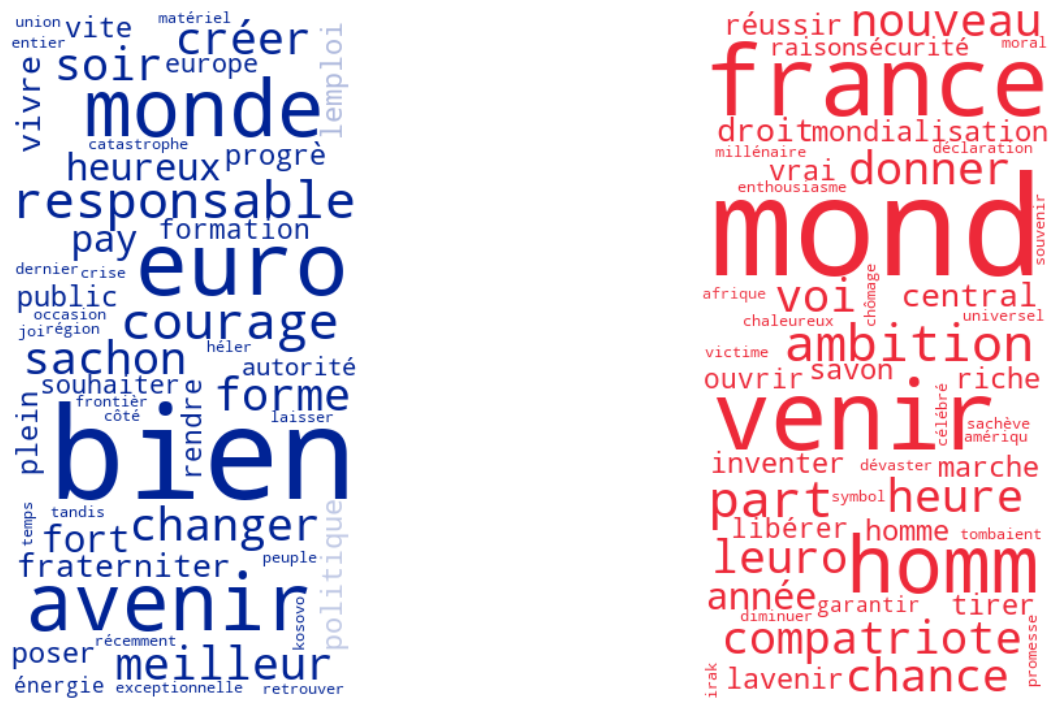 union
vite
matériel
créer
entier
soir
europe
lemploi
vivre
monde
catastrophe
heureux
progrè
responsable
formation
pay
euro
dernier
crise
public
occasion
joi
région
courage
héler
sachon
autorité
souhaiter
forme
frontièr
côté
laisser
plein
rendre
bien
temps
tandis
fort
changer
politique
fraterniter
peuple
avenir
kosovo
récemment
poser
meilleur
énergie
exceptionnelle
retrouver
réussir
nouveau
raison
sécurité
moral
france
droit
mondialisation
millénaire
déclaration
vrai
donner
enthousiasme
mond
souvenir
afrique
voi
chômage
central
chaleureux
universel
victime
ambition
ouvrir
savon
riche
venir
célébré
sachève
amériqu
inventer
dévaster
marche
part
symbol
heure
libérer
homme
tombaient
leuro
homm
année
garantir
tirer
diminuer
compatriote
promesse
irak
lavenir
chance